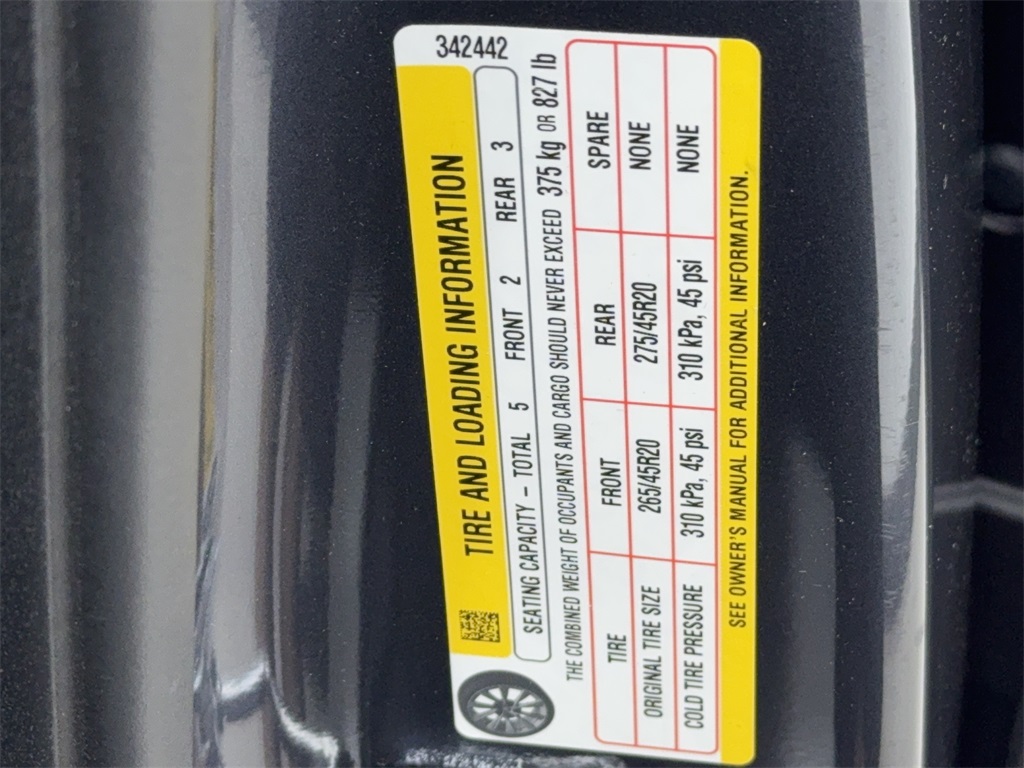 342442
TIRE AND LOADING INFORMATION
SEATING CAPACITY – TOTAL 5 FRONT 2 REAR 3
THE COMBINED WEIGHT OF OCCUPANTS AND CARGO SHOULD NEVER EXCEED 375 kg OR 827 lb
TIRE FRONT REAR SPARE
ORIGINAL TIRE SIZE 265/45R20 275/45R20 NONE
COLD TIRE PRESSURE 310 kPa, 45 psi 310 kPa, 45 psi NONE
SEE OWNER'S MANUAL FOR ADDITIONAL INFORMATION.